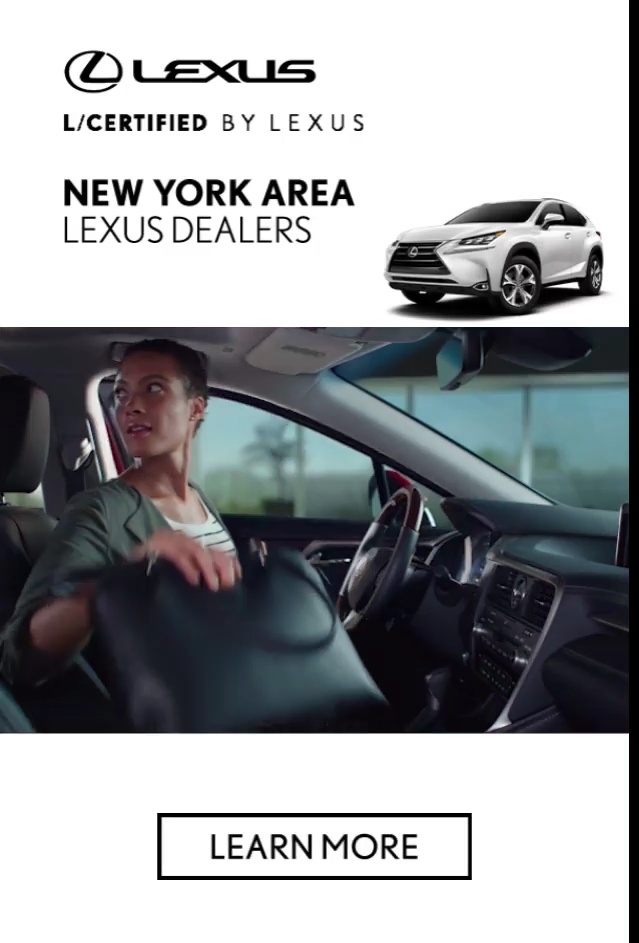 LEXUS
L/CERTIFIED BY LEXUS
NEW YORK AREA
LEXUS DEALERS
LEARN MORE